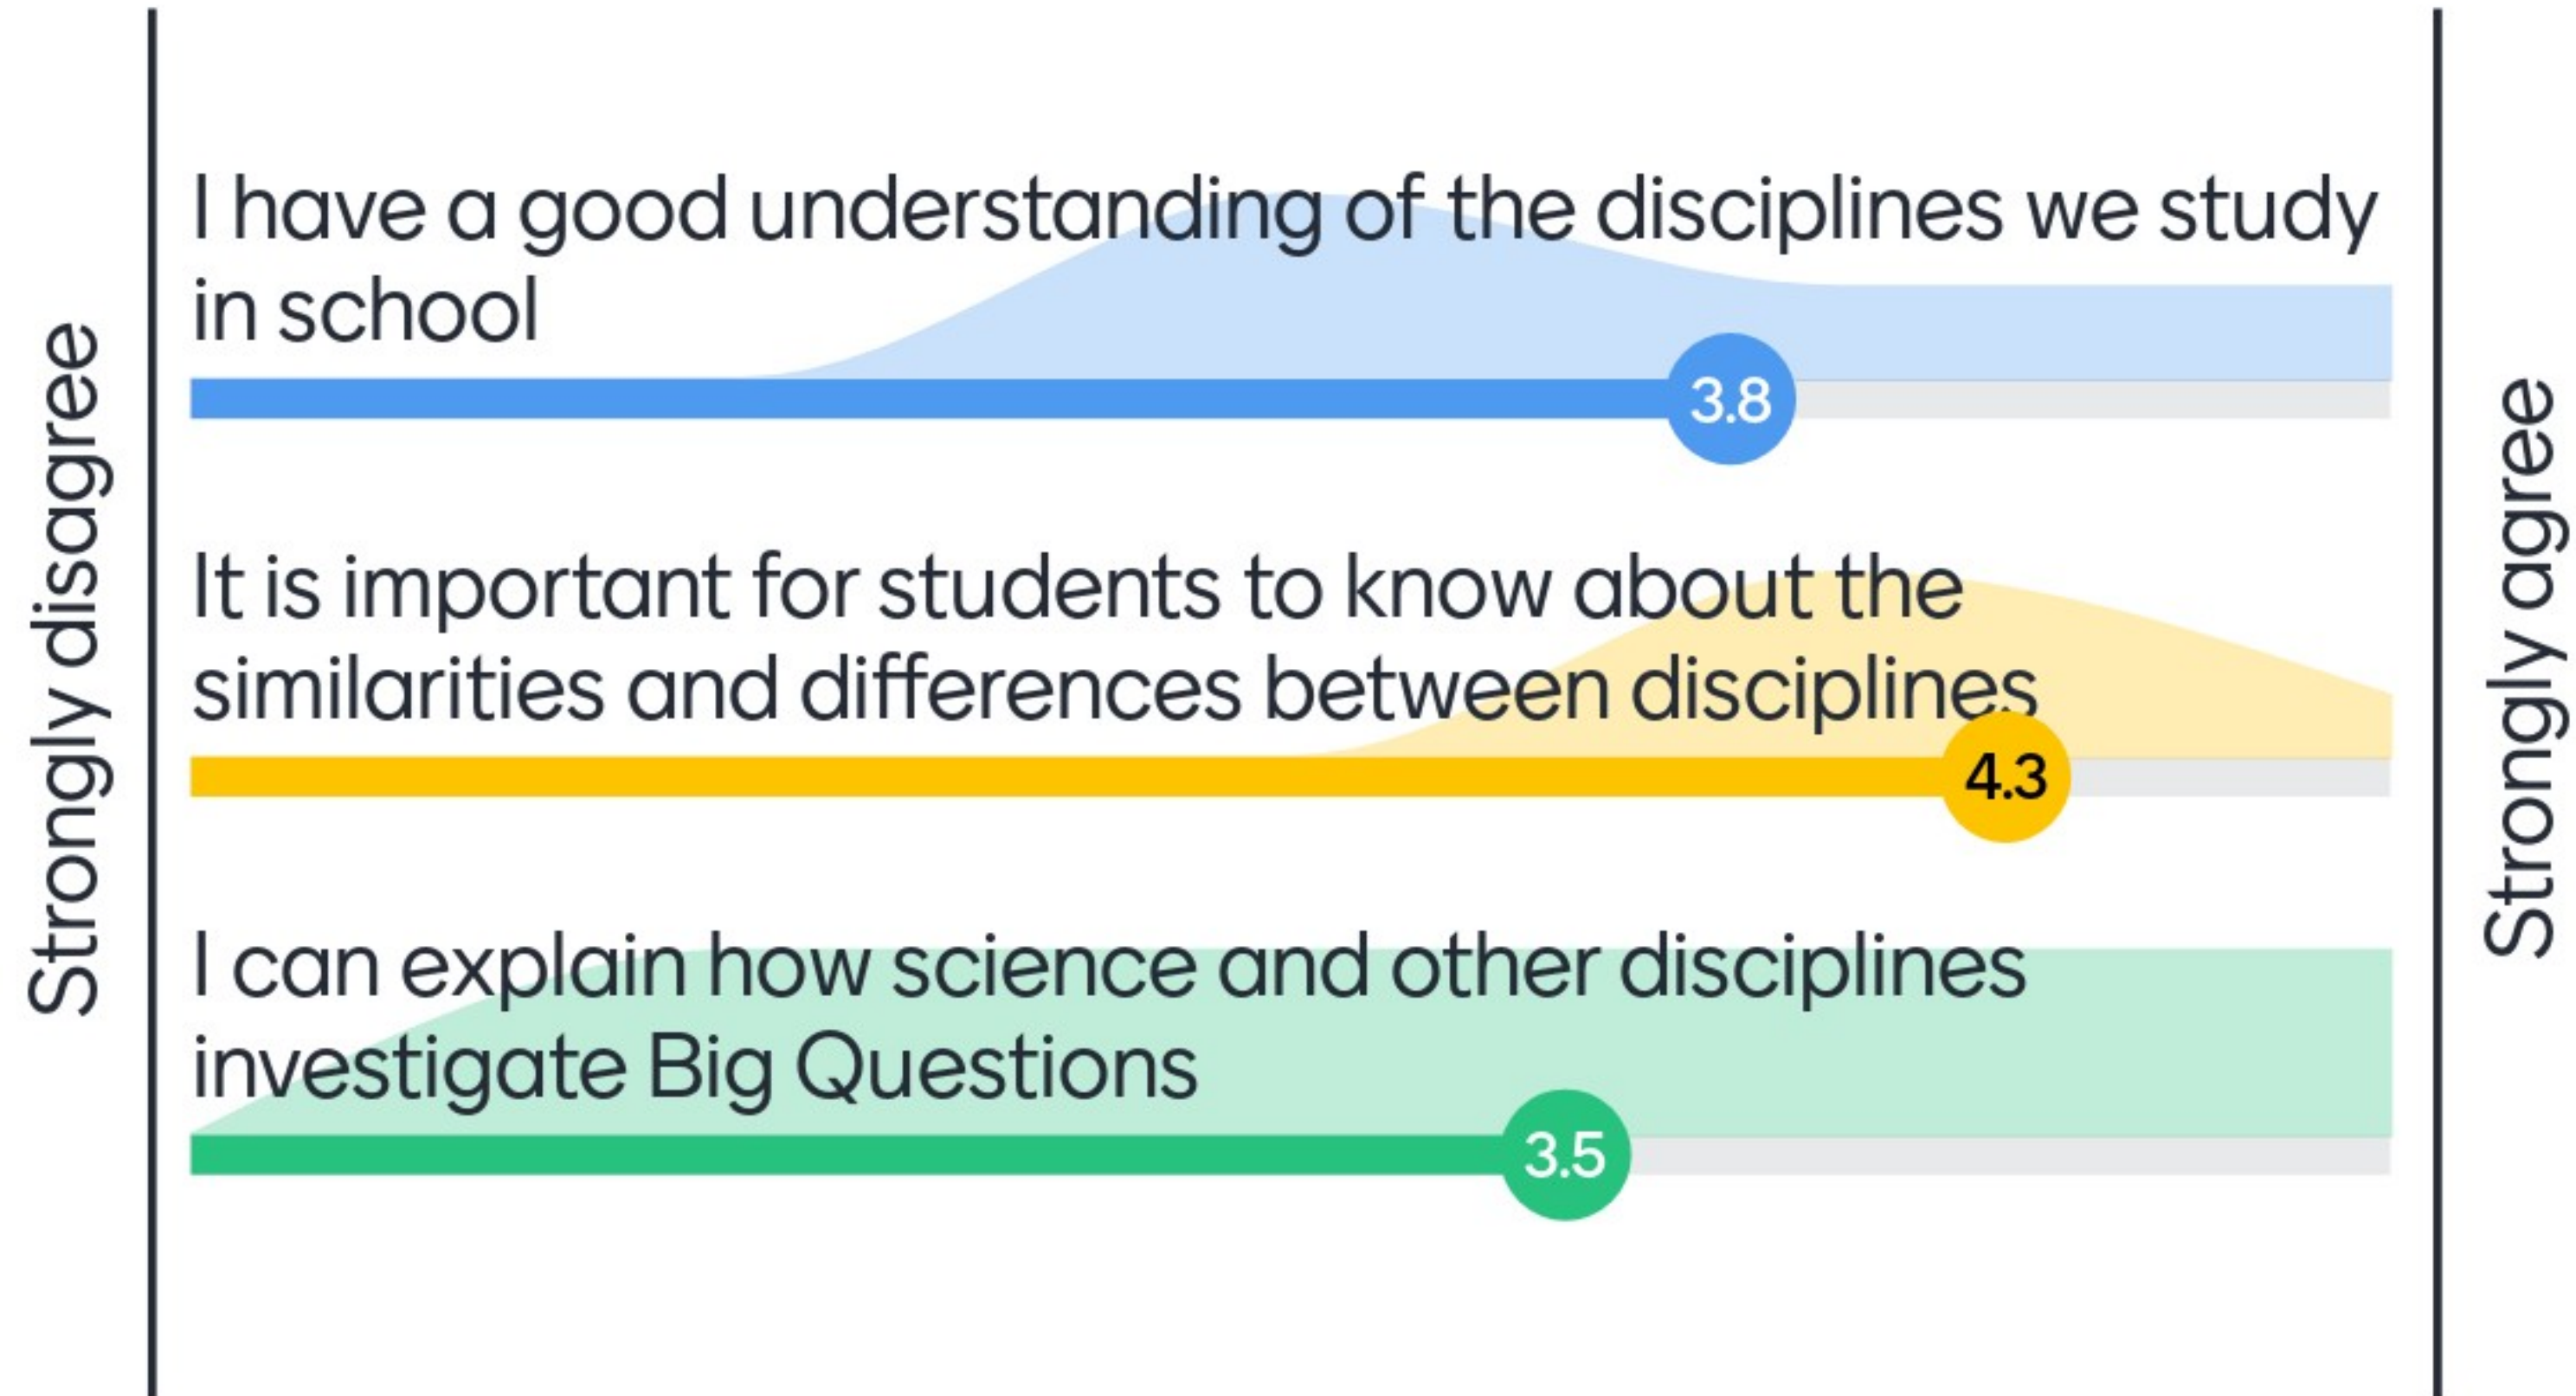 Strongly disagree
I have a good understanding of the disciplines we study
in school
3.8
It is important for students to know about the
similarities and differences between disciplines
4.3
I can explain how science and other disciplines
investigate Big Questions
3.5
Strongly agree